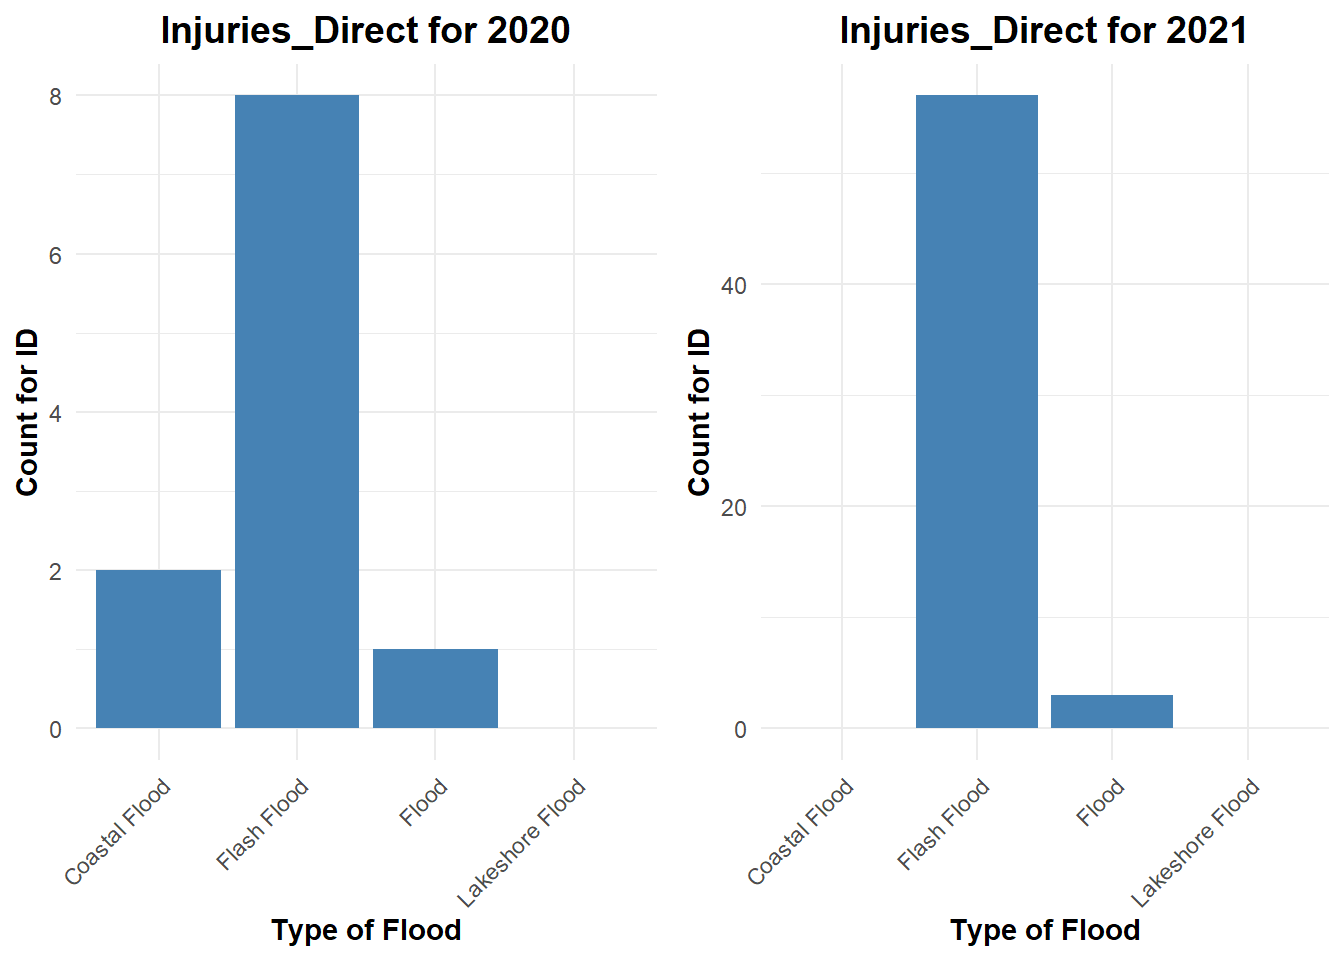 Injuries_Direct for 2020
Count for ID
8
6
4
2
0
Coastal Flood
Flash Flood
Flood
Lakeshore Flood
Type of Flood
Injuries_Direct for 2021
Count for ID
40
20
0
Coastal Flood
Flash Flood
Flood
Lakeshore Flood
Type of Flood